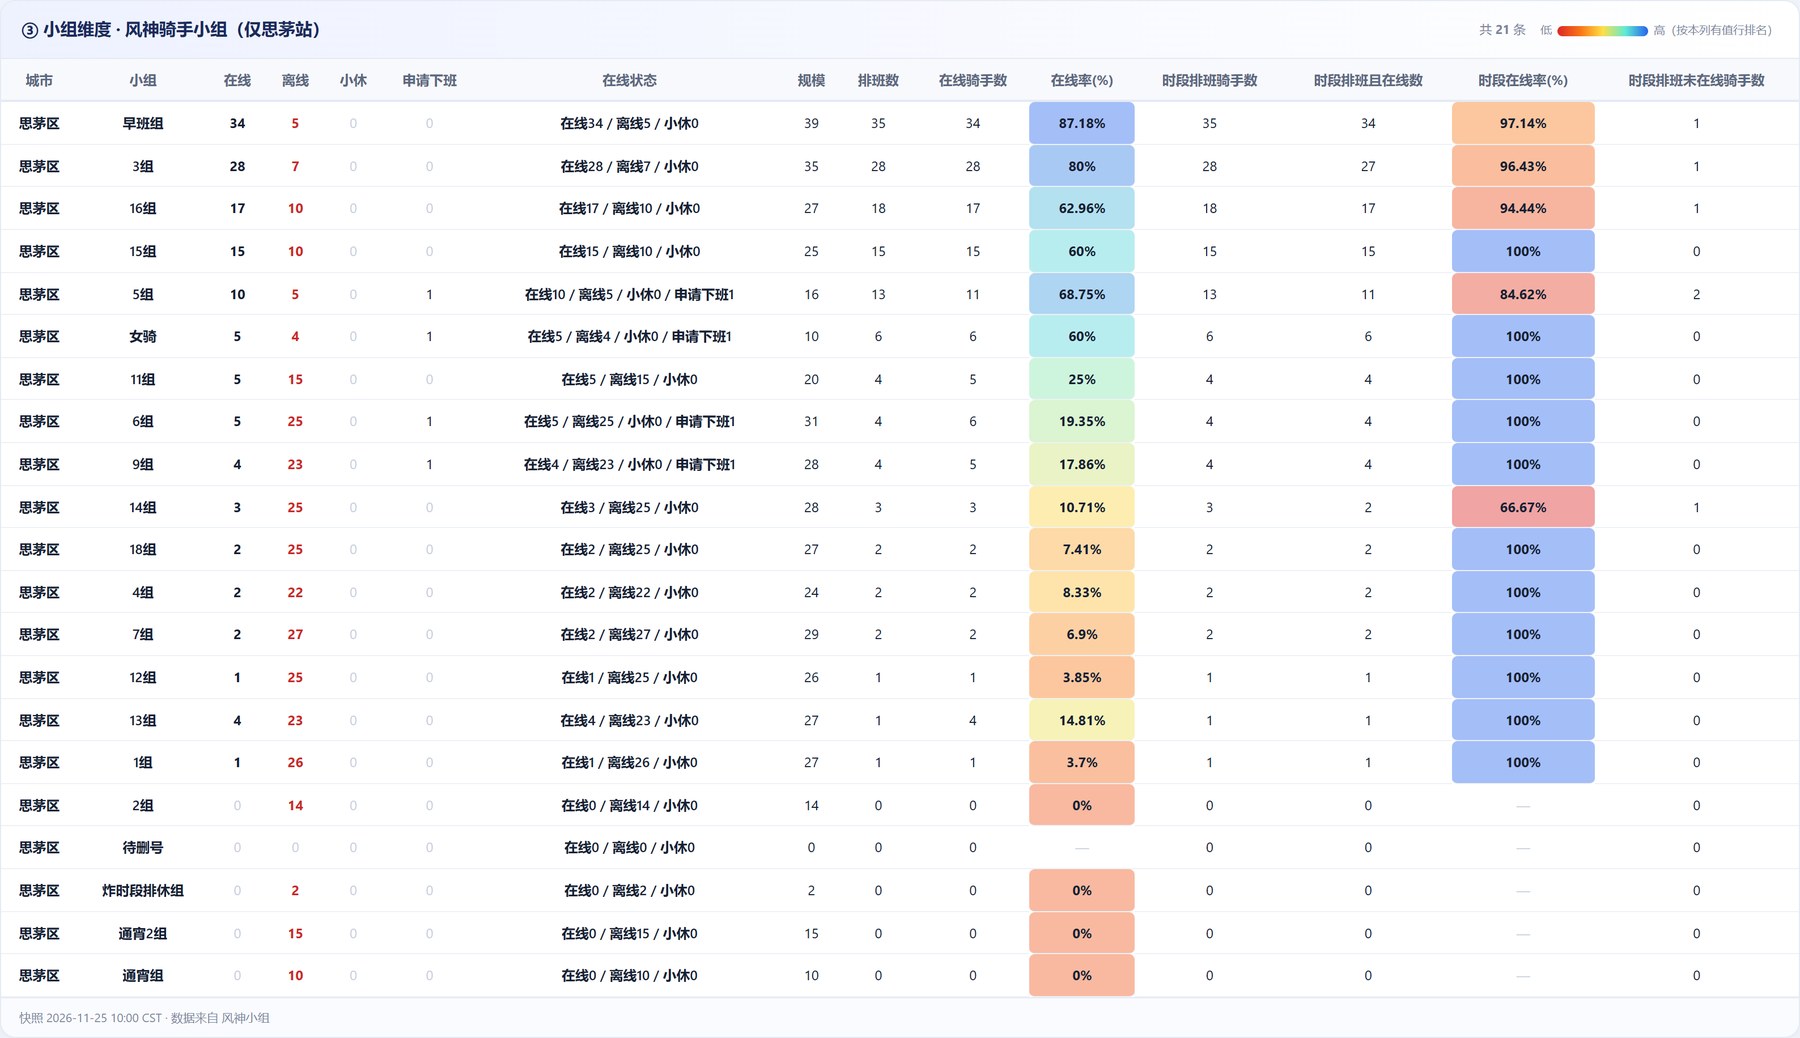 ③ 小组维度 · 风神骑手小组（仅思茅站）
共 21 条 低 高 (按本列有值行排名)
城市 小组 在线 离线 小休 申请下班 在线状态 规模 排班数 在线骑手数 在线率(%) 时段排班骑手数 时段排班且在线数 时段在线率(%) 时段排班未在线骑手数
思茅区 早班组 34 5 0 0 在线34 / 离线5 / 小休0 39 35 34 87.18% 35 34 97.14% 1
思茅区 3组 28 7 0 0 在线28 / 离线7 / 小休0 35 28 28 80% 28 27 96.43% 1
思茅区 16组 17 10 0 0 在线17 / 离线10 / 小休0 27 18 17 62.96% 18 17 94.44% 1
思茅区 15组 15 10 0 0 在线15 / 离线10 / 小休0 25 15 15 60% 15 15 100% 0
思茅区 5组 10 5 0 1 在线10 / 离线5 / 小休0 / 申请下班1 16 13 11 68.75% 13 11 84.62% 2
思茅区 女骑 5 4 0 1 在线5 / 离线4 / 小休0 / 申请下班1 10 6 6 60% 6 6 100% 0
思茅区 11组 5 15 0 0 在线5 / 离线15 / 小休0 20 4 5 25% 4 4 100% 0
思茅区 6组 5 25 0 1 在线5 / 离线25 / 小休0 / 申请下班1 31 4 6 19.35% 4 4 100% 0
思茅区 9组 4 23 0 1 在线4 / 离线23 / 小休0 / 申请下班1 28 4 5 17.86% 4 4 100% 0
思茅区 14组 3 25 0 0 在线3 / 离线25 / 小休0 28 3 3 10.71% 3 2 66.67% 1
思茅区 18组 2 25 0 0 在线2 / 离线25 / 小休0 27 2 2 7.41% 2 2 100% 0
思茅区 4组 2 22 0 0 在线2 / 离线22 / 小休0 24 2 2 8.33% 2 2 100% 0
思茅区 7组 2 27 0 0 在线2 / 离线27 / 小休0 29 2 2 6.9% 2 2 100% 0
思茅区 12组 1 25 0 0 在线1 / 离线25 / 小休0 26 1 1 3.85% 1 1 100% 0
思茅区 13组 4 23 0 0 在线4 / 离线23 / 小休0 27 1 4 14.81% 1 1 100% 0
思茅区 1组 1 26 0 0 在线1 / 离线26 / 小休0 27 1 1 3.7% 1 1 100% 0
思茅区 2组 0 14 0 0 在线0 / 离线14 / 小休0 14 0 0 0% 0 0 — 0
思茅区 待删号 0 0 0 0 在线0 / 离线0 / 小休0 0 0 0 — 0 0 — 0
思茅区 炸时段排休组 0 2 0 0 在线0 / 离线2 / 小休0 2 0 0 0% 0 0 — 0
思茅区 通宵2组 0 15 0 0 在线0 / 离线15 / 小休0 15 0 0 0% 0 0 — 0
思茅区 通宵组 0 10 0 0 在线0 / 离线10 / 小休0 10 0 0 0% 0 0 — 0
快照 2026-11-25 10:00 CST · 数据来自 风神小组